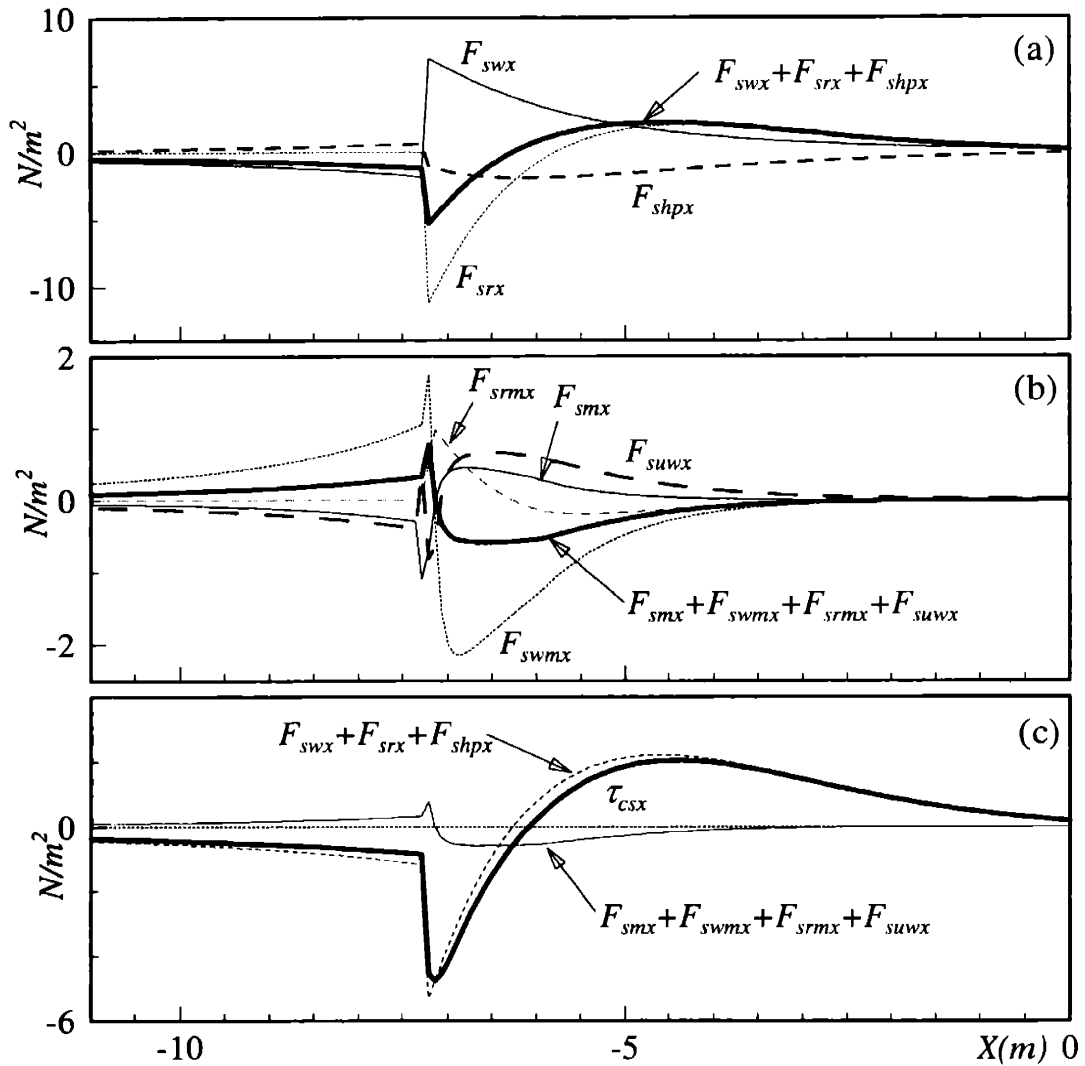 10
(a)
F_swx
F_swx+F_srx+F_shpx
N/m²
0
F_shpx
-10
F_srx
2
(b)
F_srmx
F_smx
F_suwx
N/m²
0
F_smx+F_swmx+F_srmx+F_suwx
-2
F_swmx
(c)
F_swx+F_srx+F_shpx
τ_csx
N/m²
0
F_smx+F_swmx+F_srmx+F_suwx
-6
-10
-5
X(m)
0